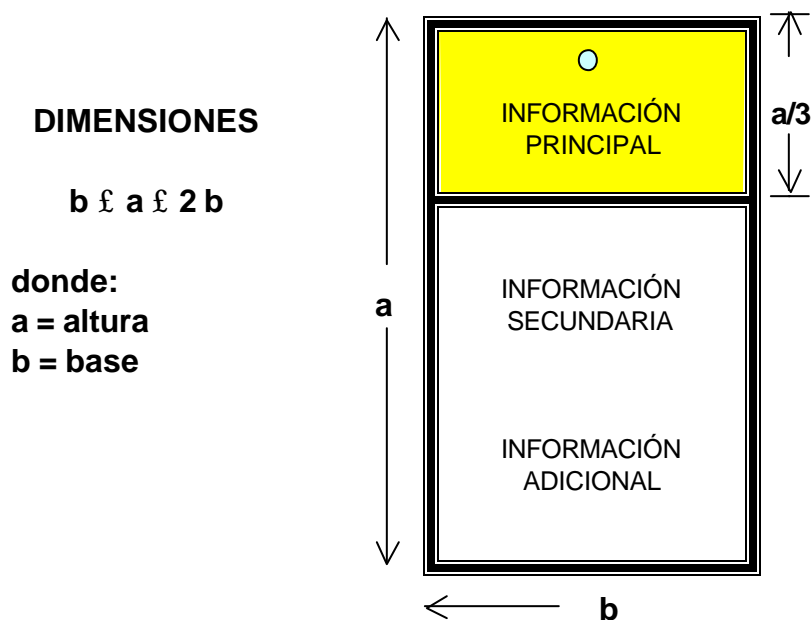 DIMENSIONES
b £ a £ 2 b
donde:
a = altura
b = base
a
INFORMACIÓN
PRINCIPAL
a/3
INFORMACIÓN
SECUNDARIA
INFORMACIÓN
ADICIONAL
b